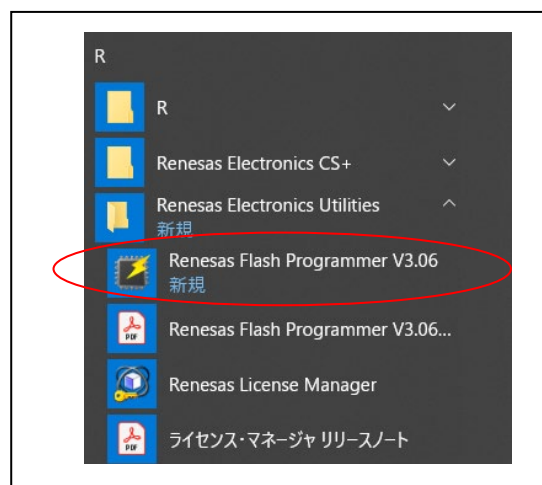 R
R
Renesas Electronics CS+
Renesas Electronics Utilities
新規
Renesas Flash Programmer V3.06
新規
PDF
Renesas Flash Programmer V3.06...
Renesas License Manager
PDF
ライセンス・マネージャ リリースノート